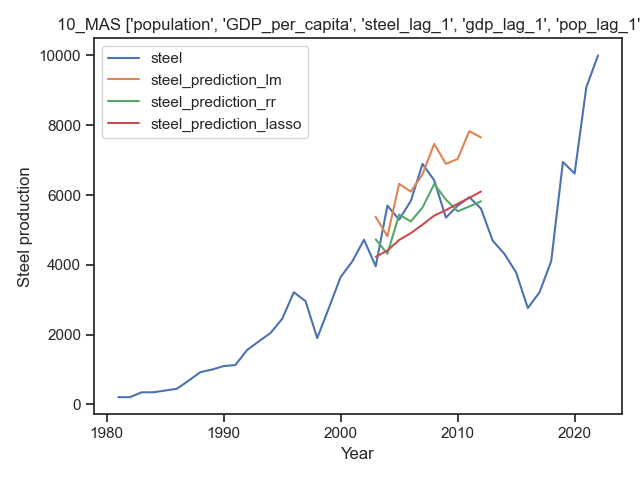 10_MAS ['population', 'GDP_per_capita', 'steel_lag_1', 'gdp_lag_1', 'pop_lag_1'
steel
steel_prediction_lm
steel_prediction_rr
steel_prediction_lasso
Steel production
10000
8000
6000
4000
2000
0
1980
1990
2000
2010
2020
Year